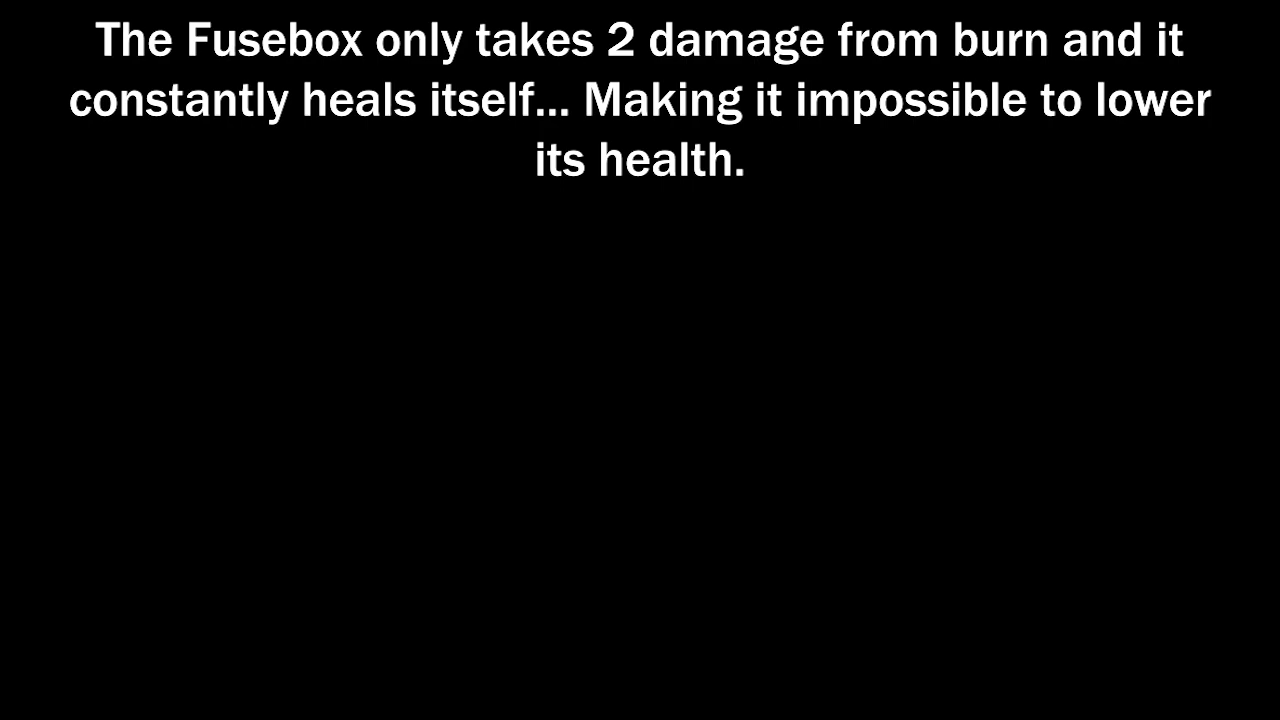 The Fusebox only takes 2 damage from burn and it
constantly heals itself... Making it impossible to lower
its health.